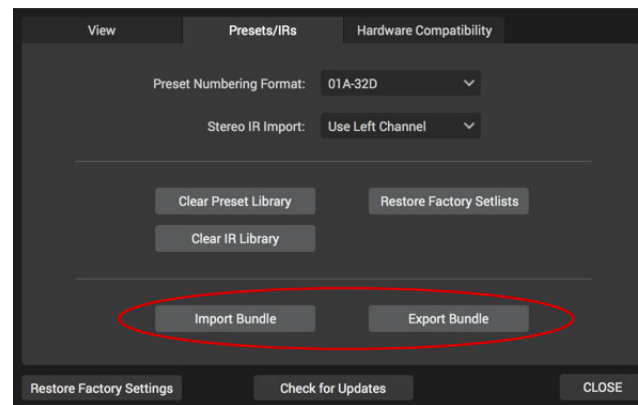 View Presets/IRs Hardware Compatibility
Preset Numbering Format: 01A-32D
Stereo IR Import: Use Left Channel
Clear Preset Library Restore Factory Setlists
Clear IR Library
Import Bundle Export Bundle
Restore Factory Settings Check for Updates CLOSE